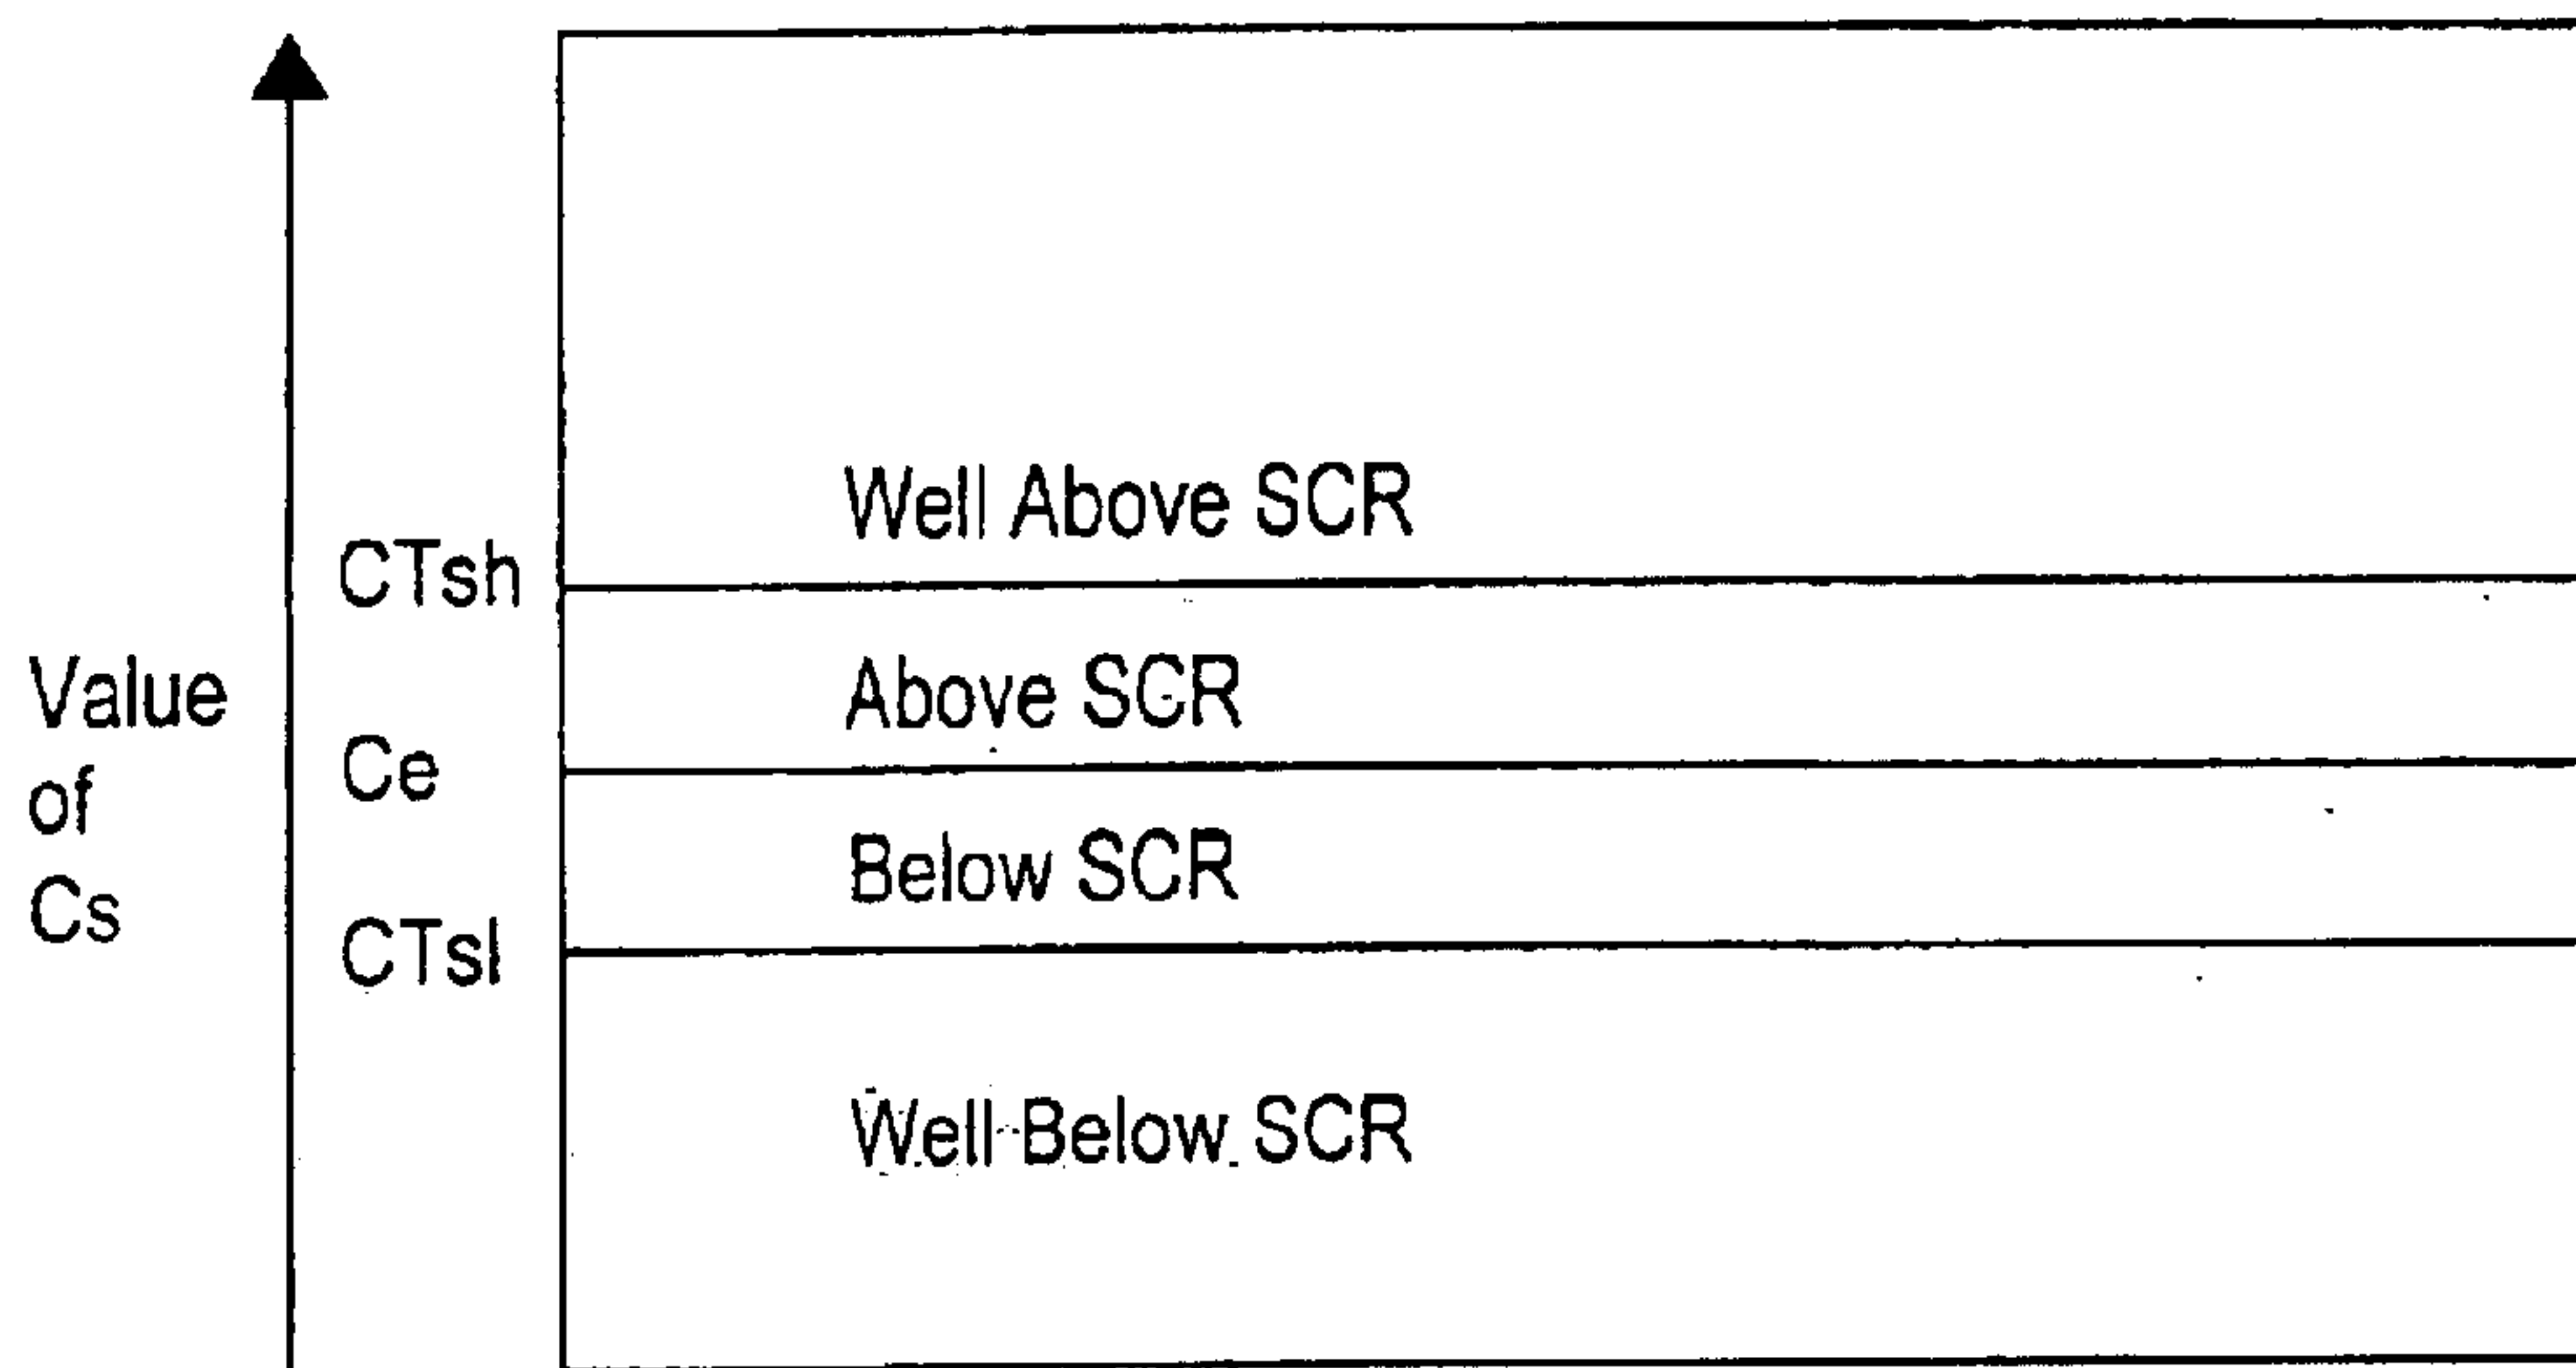 Well Above SCR
CTsh
Above SCR
Value
of
Cs
Ce
Below SCR
CTsl
Well Below SCR